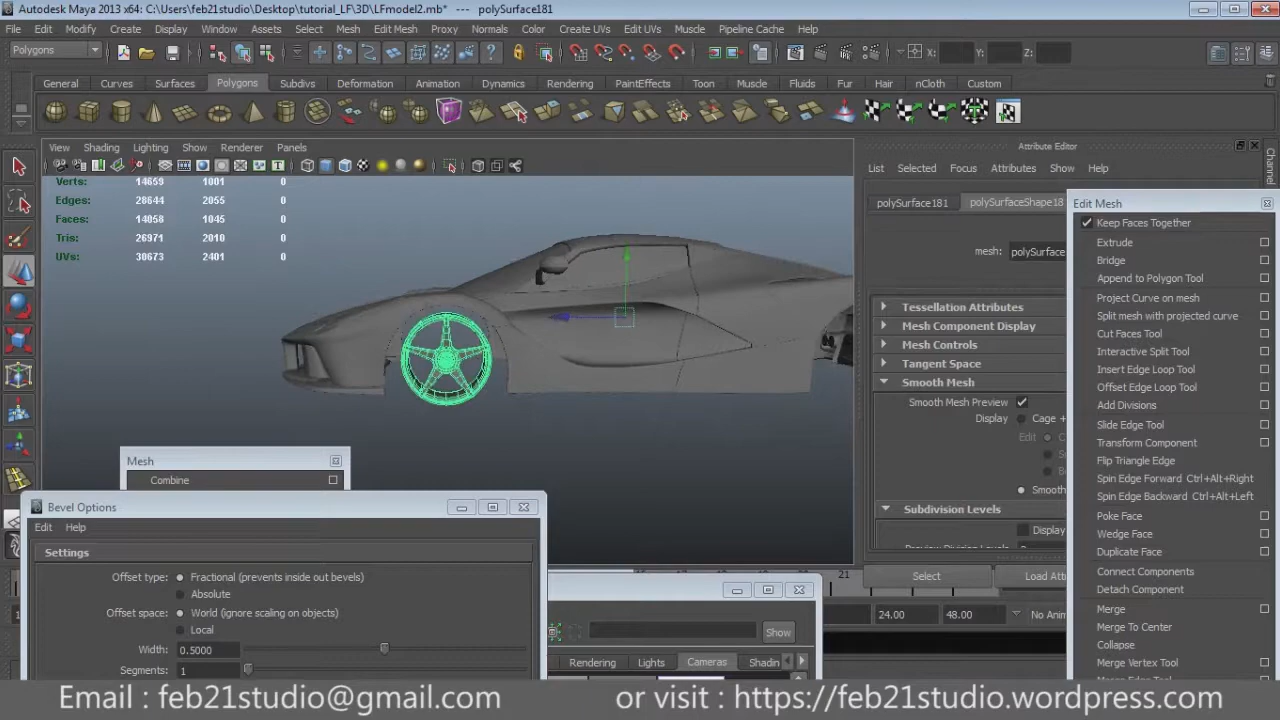 Autodesk Maya 2013 x64: C:\Users\feb21studio\Desktop\tutorial_LF\3D\LFmodel2.mb* --- polySurface181
File Edit Modify Create Display Window Assets Select Mesh Edit Mesh Proxy Normals Color Create UVs Edit UVs Muscle Pipeline Cache Help
Polygons X: Y: Z:
General Curves Surfaces Polygons Subdivs Deformation Animation Dynamics Rendering PaintEffects Toon Muscle Fluids Fur Hair nCloth Custom
View Shading Lighting Show Renderer Panels
Verts: 14659 1001 0
Edges: 28644 2055 0
Faces: 14058 1045 0
Tris: 26971 2010 0
UVs: 30673 2401 0
Attribute Editor
Channel
List Selected Focus Attributes Show Help
polySurface181 polySurfaceShape18
mesh: polySurface
Tessellation Attributes
Mesh Component Display
Mesh Controls
Tangent Space
Smooth Mesh
Smooth Mesh Preview
Display Cage +
Edit
Smooth
Subdivision Levels
Display
Select Load Att
Edit Mesh
Keep Faces Together
Extrude
Bridge
Append to Polygon Tool
Project Curve on mesh
Split mesh with projected curve
Cut Faces Tool
Interactive Split Tool
Insert Edge Loop Tool
Offset Edge Loop Tool
Add Divisions
Slide Edge Tool
Transform Component
Flip Triangle Edge
Spin Edge Forward Ctrl+Alt+Right
Spin Edge Backward Ctrl+Alt+Left
Poke Face
Wedge Face
Duplicate Face
Connect Components
Detach Component
Merge
Merge To Center
Collapse
Merge Vertex Tool
Mesh
Combine
Bevel Options
Edit Help
Settings
Offset type: Fractional (prevents inside out bevels)
Absolute
Offset space: World (ignore scaling on objects)
Local
Width: 0.5000
Segments: 1
21
24.00 48.00 No Anim
Show
Rendering Lights Cameras Shadin
Email : feb21studio@gmail.com or visit : https://feb21studio.wordpress.com